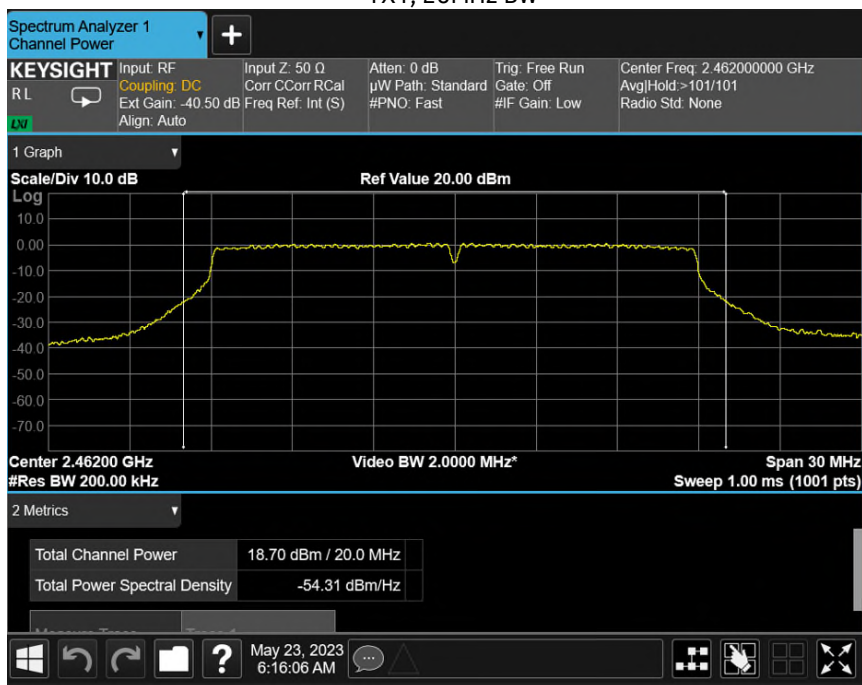 Spectrum Analyzer 1
Channel Power
KEYSIGHT
RL
LXI
Input: RF
Coupling: DC
Ext Gain: -40.50 dB
Align: Auto
Input Z: 50 Ω
Corr CCorr RCal
Freq Ref: Int (S)
Atten: 0 dB
µW Path: Standard
#PNO: Fast
Trig: Free Run
Gate: Off
#IF Gain: Low
Center Freq: 2.462000000 GHz
Avg|Hold:>101/101
Radio Std: None
1 Graph
Scale/Div 10.0 dB
Ref Value 20.00 dBm
Log
10.0
0.00
-10.0
-20.0
-30.0
-40.0
-50.0
-60.0
-70.0
Center 2.46200 GHz
Video BW 2.0000 MHz*
Span 30 MHz
#Res BW 200.00 kHz
Sweep 1.00 ms (1001 pts)
2 Metrics
Total Channel Power 18.70 dBm / 20.0 MHz
Total Power Spectral Density -54.31 dBm/Hz
?
May 23, 2023
6:16:06 AM